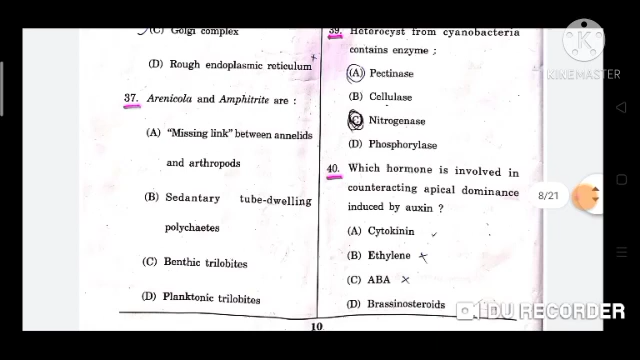 (C) Golgi complex
(D) Rough endoplasmic reticulum
37. Arenicola and Amphitrite are :
(A) "Missing link" between annelids
and arthropods
(B) Sedantary tube-dwelling
polychaetes
(C) Benthic trilobites
(D) Planktonic trilobites
39. Heterocyst from cyanobacteria
contains enzyme :
(A) Pectinase
(B) Cellulase
(C) Nitrogenase
(D) Phosphorylase
40. Which hormone is involved in
counteracting apical dominance
induced by auxin ?
(A) Cytokinin
(B) Ethylene
(C) ABA
(D) Brassinosteroids
10
8/21
K
KINEMASTER
DU RECORDER